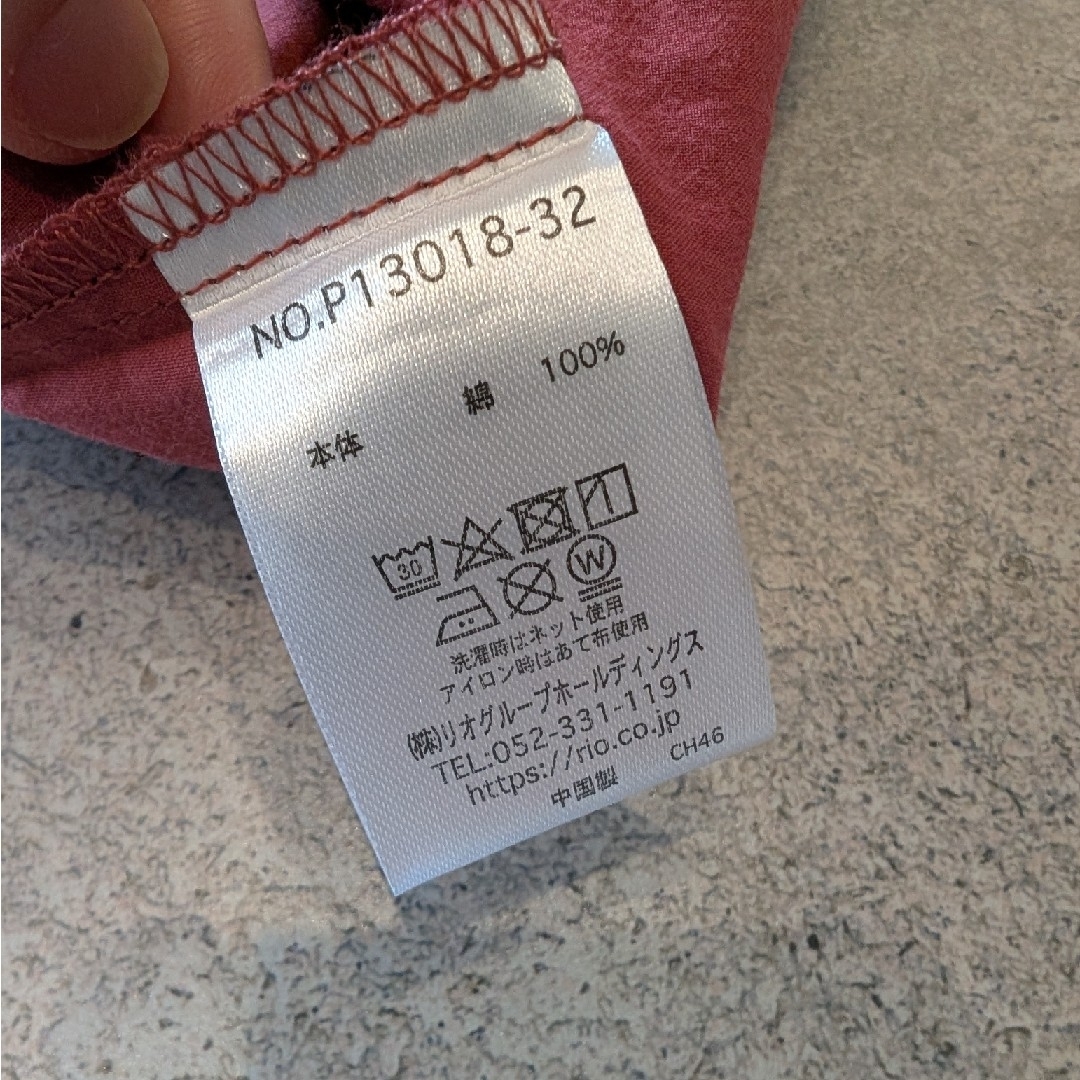 NO.P13018-32
本体 綿 100%
30
W
洗濯時はネット使用
アイロン時はあて布使用
(株)リオグループホールディングス
TEL:052-331-1191
https://rio.co.jp
中国製 CH46